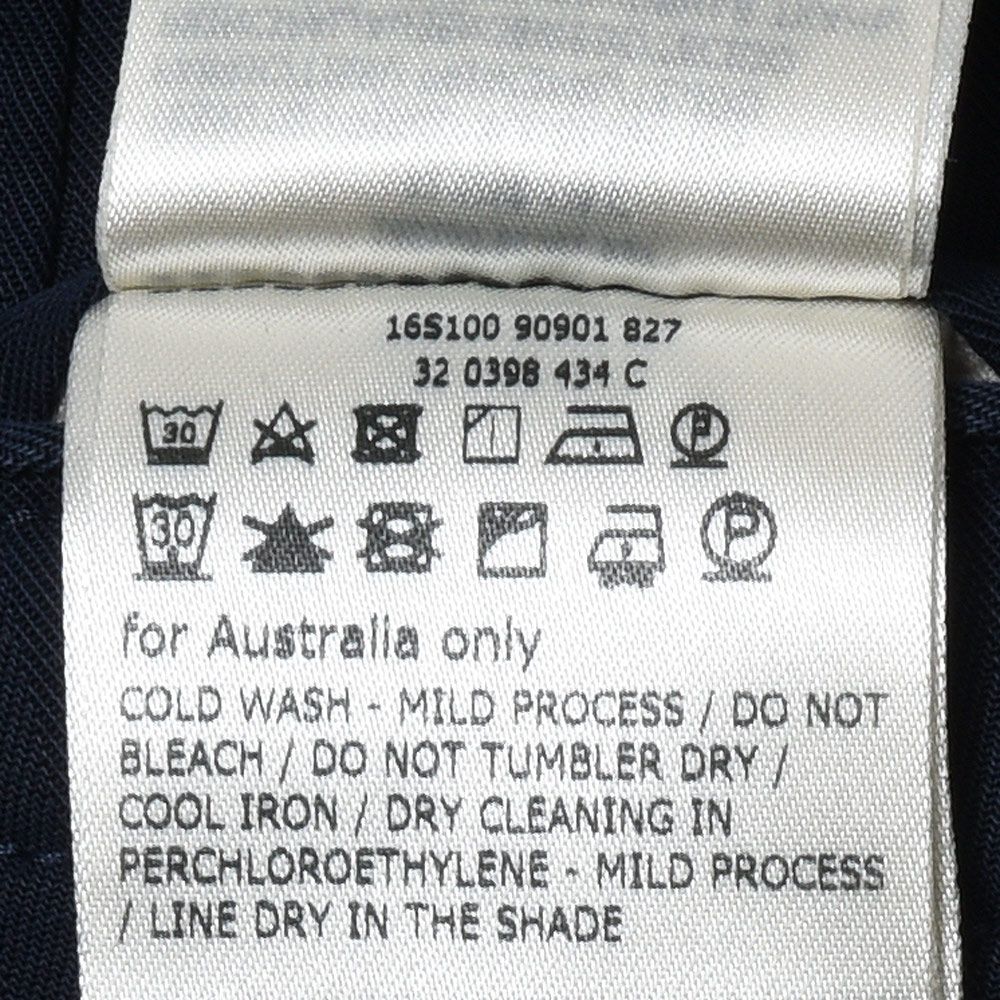 16S100 90901 827
32 0398 434 C
30 P
30 P
for Australia only
COLD WASH - MILD PROCESS / DO NOT
BLEACH / DO NOT TUMBLER DRY /
COOL IRON / DRY CLEANING IN
PERCHLOROETHYLENE - MILD PROCESS
/ LINE DRY IN THE SHADE